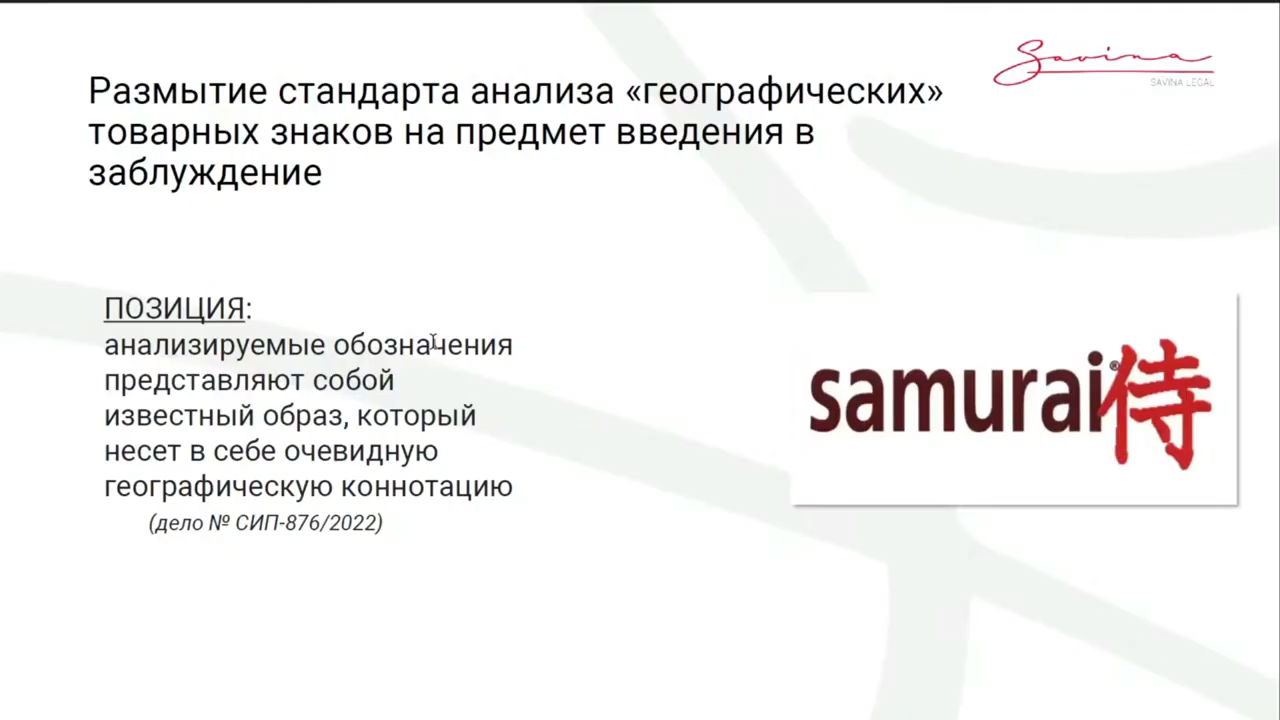 Savina
SAVINA LEGAL
Размытие стандарта анализа «географических»
товарных знаков на предмет введения в
заблуждение
ПОЗИЦИЯ:
анализируемые обозначения
представляют собой
известный образ, который
несет в себе очевидную
географическую коннотацию
(дело № СИП-876/2022)
samurai®侍